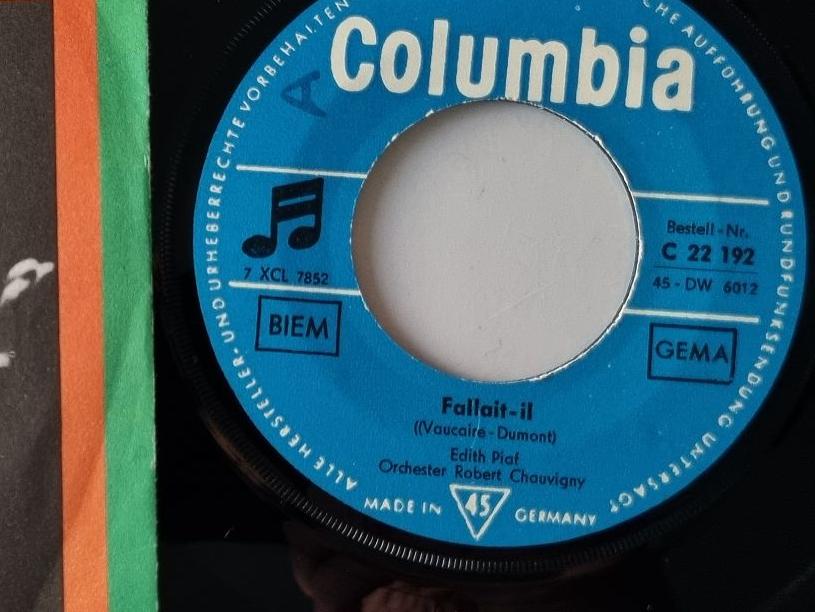 Columbia
A
7 XCL 7852
BIEM
Bestell-Nr.
C 22 192
45 - DW 6012
GEMA
Fallait-il
((Vaucaire - Dumont)
Edith Piaf
Orchester Robert Chauvigny
MADE IN 45 GERMANY
ALLE HERSTELLER- UND URHEBERRECHTE VORBEHALTEN
CHE AUFFÜHRUNG UND RUNDFUNKSENDUNG UNTERSAGT